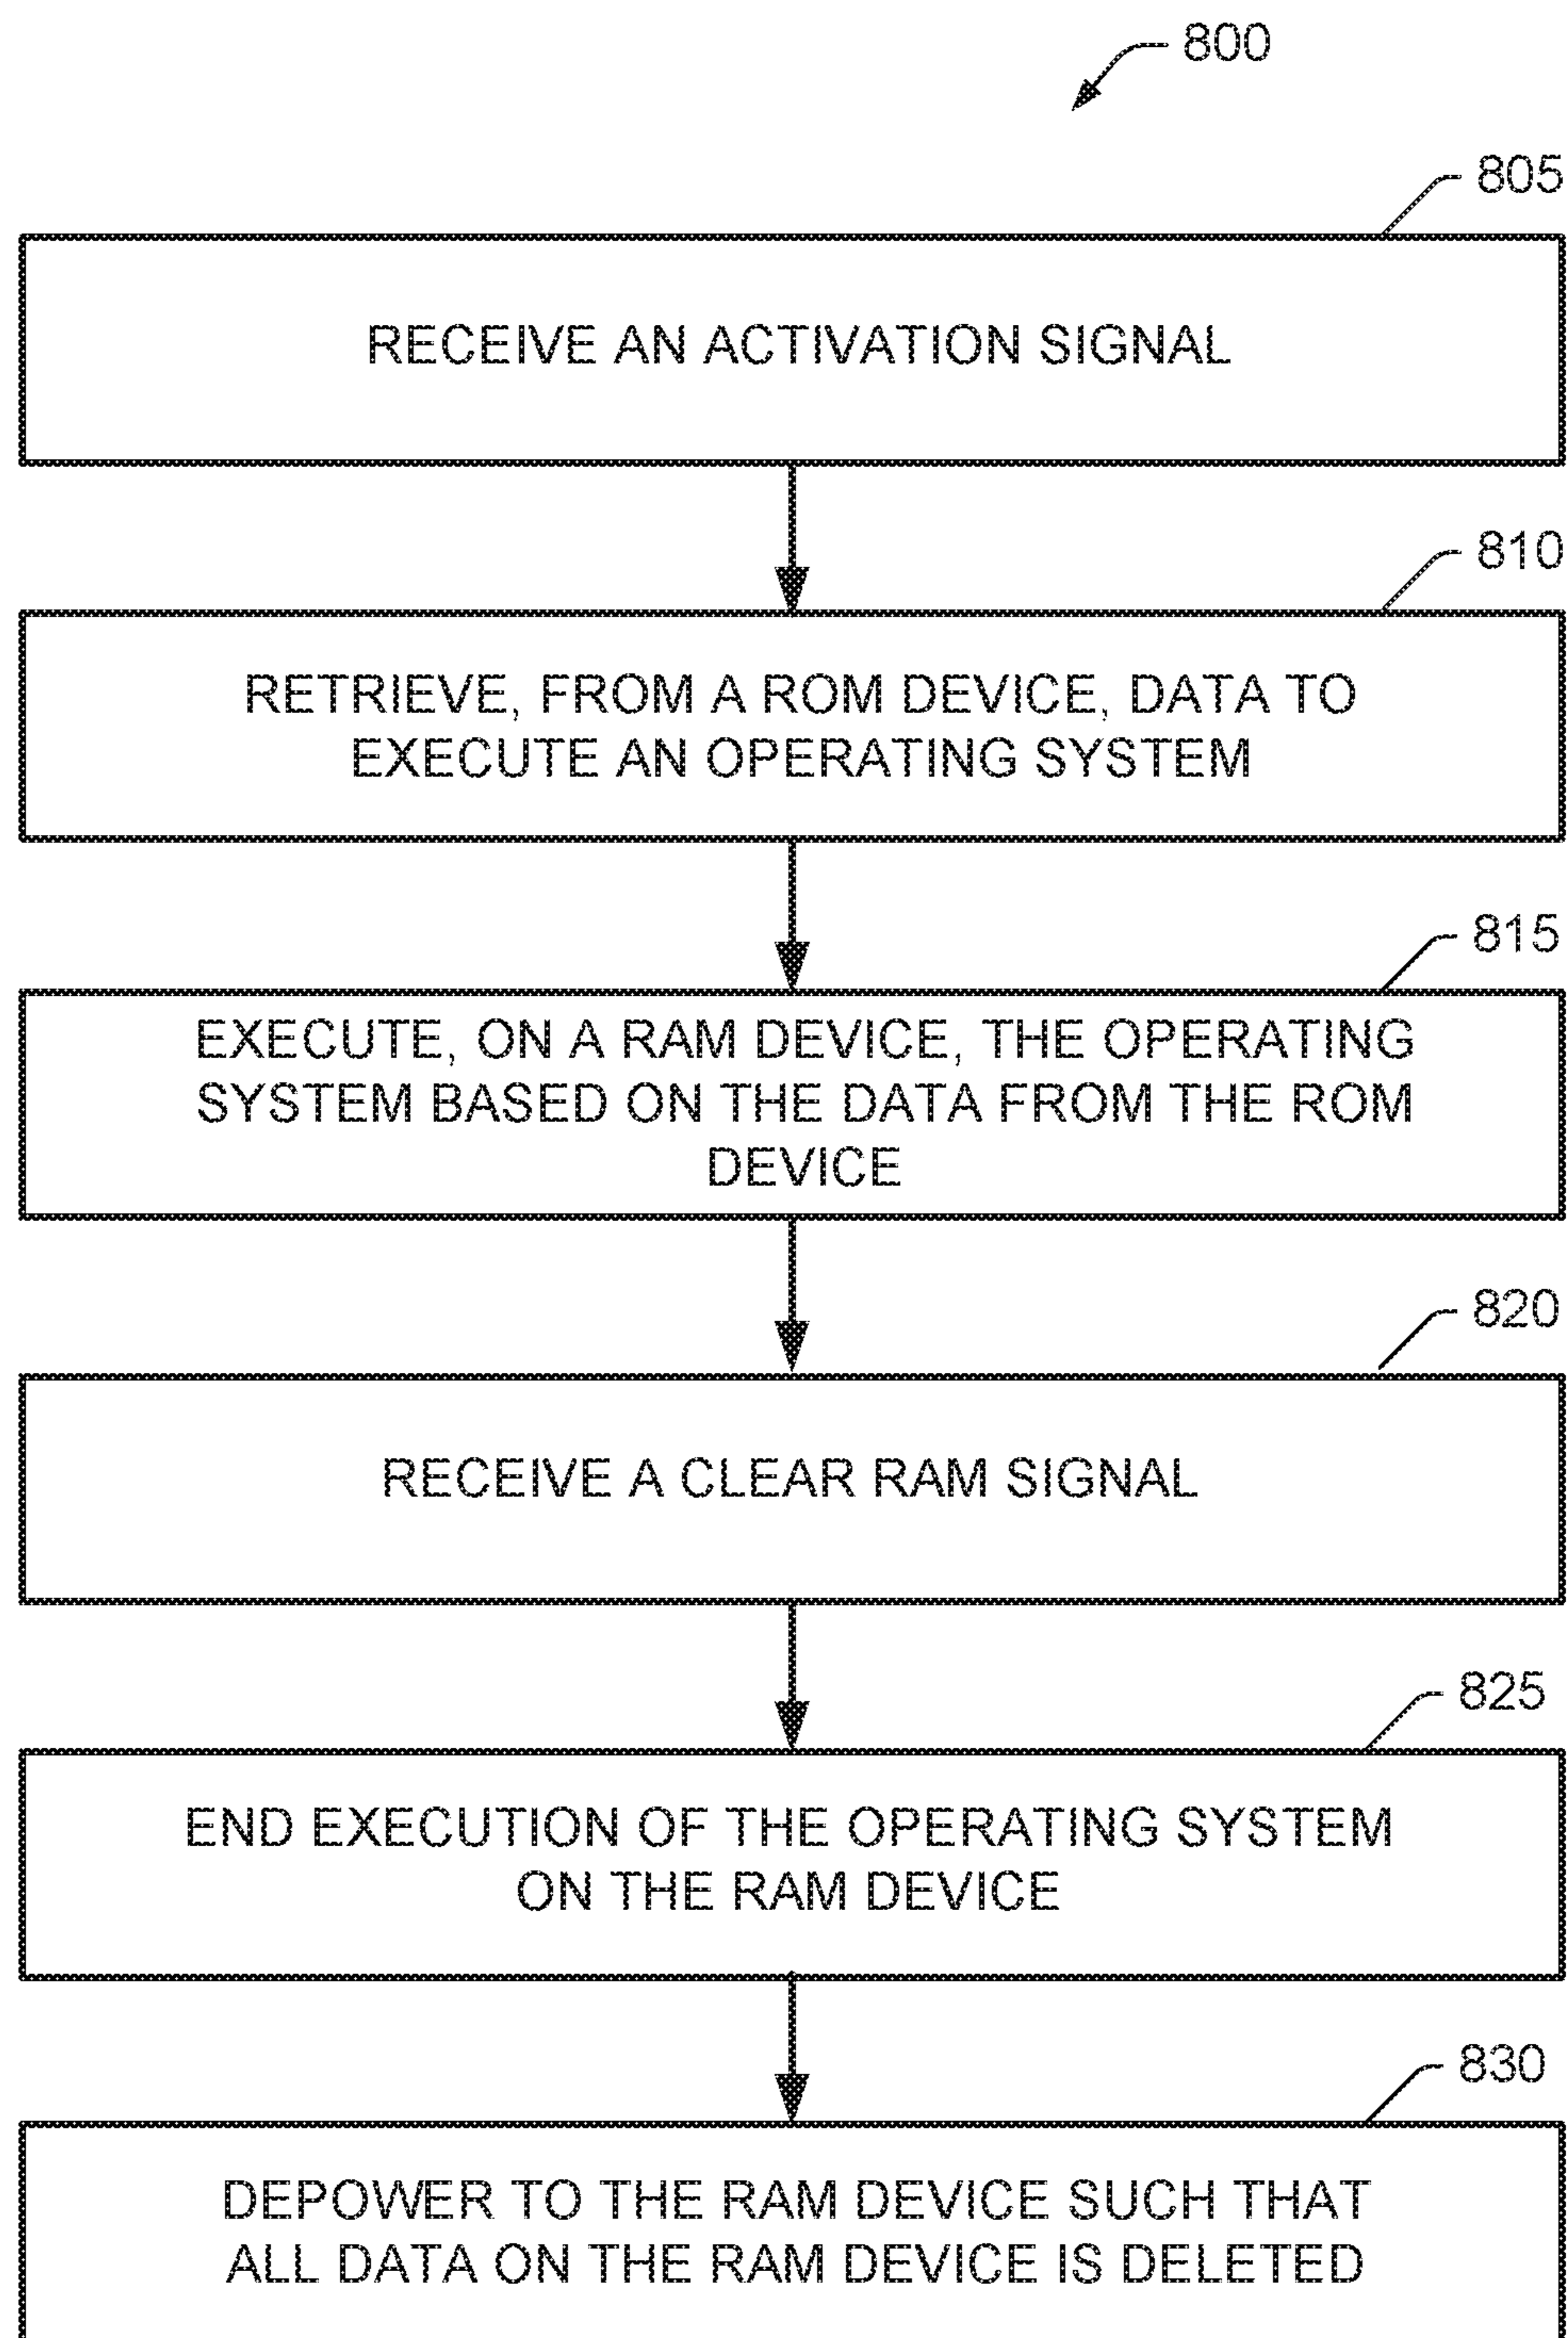 800
805
RECEIVE AN ACTIVATION SIGNAL
810
RETRIEVE, FROM A ROM DEVICE, DATA TO
EXECUTE AN OPERATING SYSTEM
815
EXECUTE, ON A RAM DEVICE, THE OPERATING
SYSTEM BASED ON THE DATA FROM THE ROM
DEVICE
820
RECEIVE A CLEAR RAM SIGNAL
825
END EXECUTION OF THE OPERATING SYSTEM
ON THE RAM DEVICE
830
DEPOWER TO THE RAM DEVICE SUCH THAT
ALL DATA ON THE RAM DEVICE IS DELETED